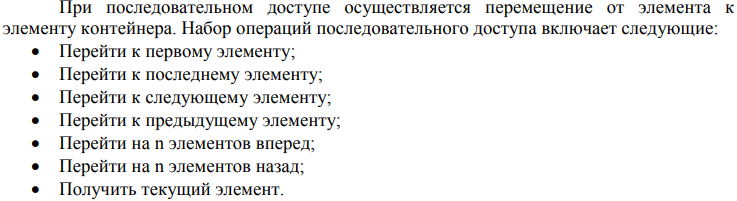 При последовательном доступе осуществляется перемещение от элемента к
элементу контейнера. Набор операций последовательного доступа включает следующие:
• Перейти к первому элементу;
• Перейти к последнему элементу;
• Перейти к следующему элементу;
• Перейти к предыдущему элементу;
• Перейти на n элементов вперед;
• Перейти на n элементов назад;
• Получить текущий элемент.